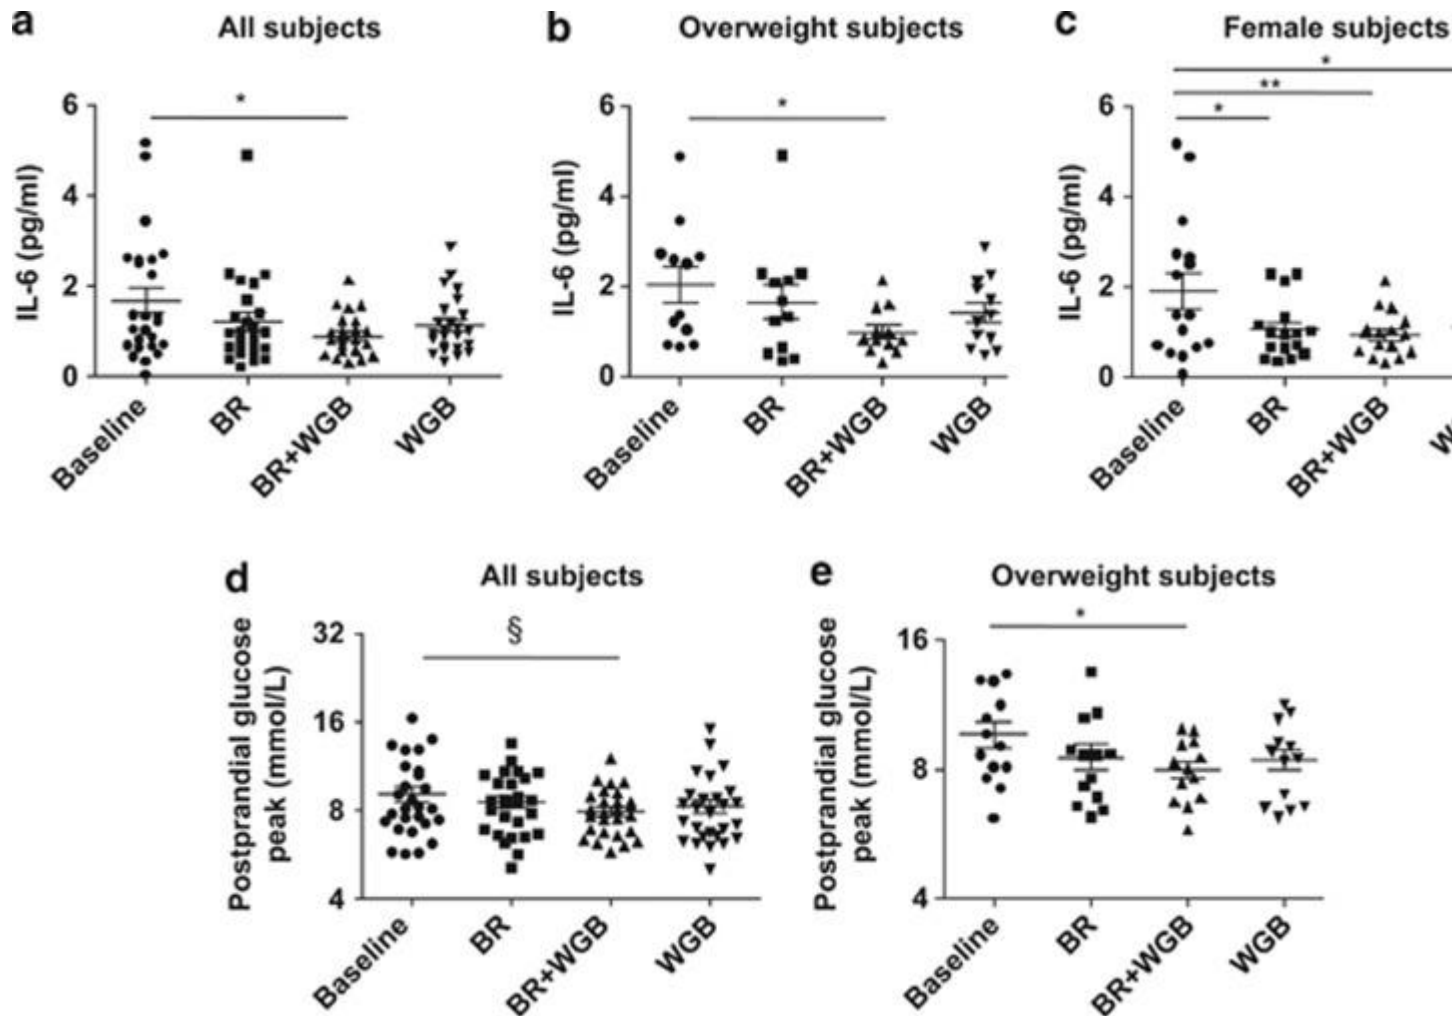 a
All subjects
b
Overweight subjects
c
Female subjects
*
*
*
**
*
IL-6 (pg/ml)
6
4
2
0
Baseline
BR
BR+WGB
WGB
IL-6 (pg/ml)
6
4
2
0
Baseline
BR
BR+WGB
WGB
IL-6 (pg/ml)
6
4
2
0
Baseline
BR
BR+WGB
d
All subjects
§
Postprandial glucose
peak (mmol/L)
32
16
8
4
Baseline
BR
BR+WGB
WGB
e
Overweight subjects
*
Postprandial glucose
peak (mmol/L)
16
8
4
Baseline
BR
BR+WGB
WGB